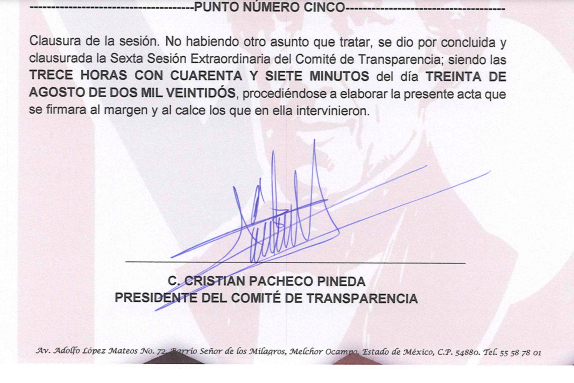 -----------------------------------PUNTO NÚMERO CINCO-----------------------------------
Clausura de la sesión. No habiendo otro asunto que tratar, se dio por concluida y
clausurada la Sexta Sesión Extraordinaria del Comité de Transparencia; siendo las
TRECE HORAS CON CUARENTA Y SIETE MINUTOS del día TREINTA DE
AGOSTO DE DOS MIL VEINTIDÓS, procediéndose a elaborar la presente acta que
se firmara al margen y al calce los que en ella intervinieron.
C. CRISTIAN PACHECO PINEDA
PRESIDENTE DEL COMITÉ DE TRANSPARENCIA
Av. Adolfo López Mateos No. 72, Barrio Señor de los Milagros, Melchor Ocampo, Estado de México, C.P. 54880. Tel. 55 58 78 01